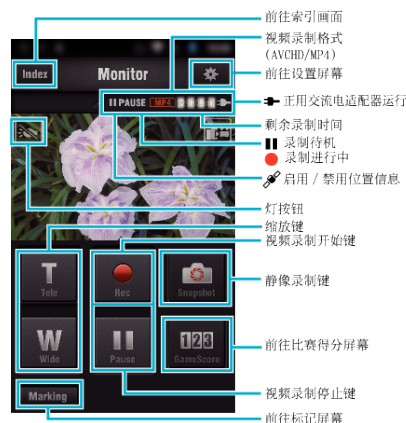 前往索引画面
视频录制格式
(AVCHD/MP4)
Index
Monitor
前往设置屏幕
II PAUSE MP4
正用交流电适配器运行
剩余录制时间
录制待机
录制进行中
启用 / 禁用位置信息
灯按钮
缩放键
视频录制开始键
T
Tele
Rec
Snapshot
静像录制键
W
Wide
Pause
123
GameScore
前往比赛得分屏幕
Marking
视频录制停止键
前往标记屏幕